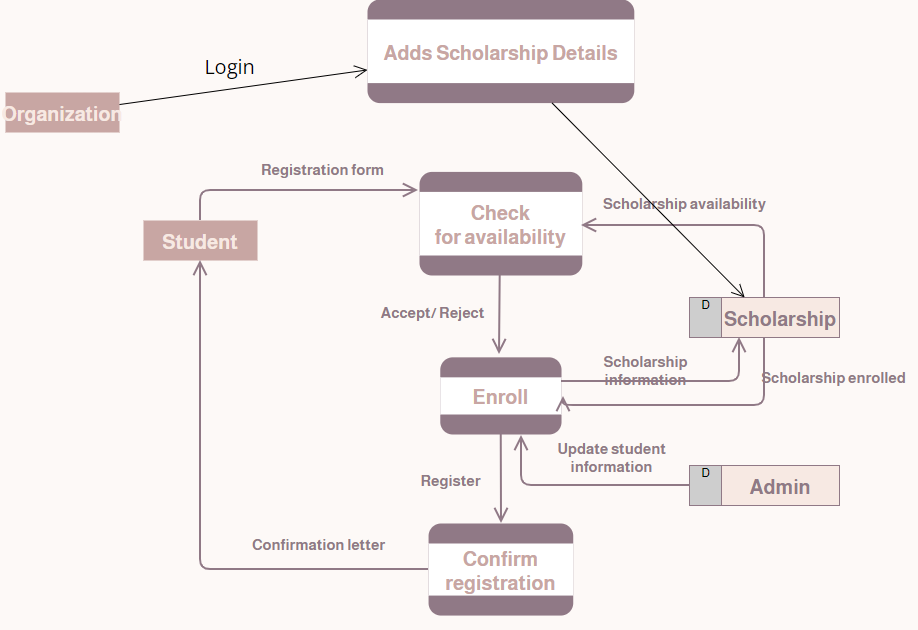 Adds Scholarship Details
Login
Organization
Registration form
Scholarship availability
Check
for availability
Student
D
Scholarship
Accept/ Reject
Scholarship
information
Scholarship enrolled
Enroll
Update student
information
D
Admin
Register
Confirmation letter
Confirm
registration